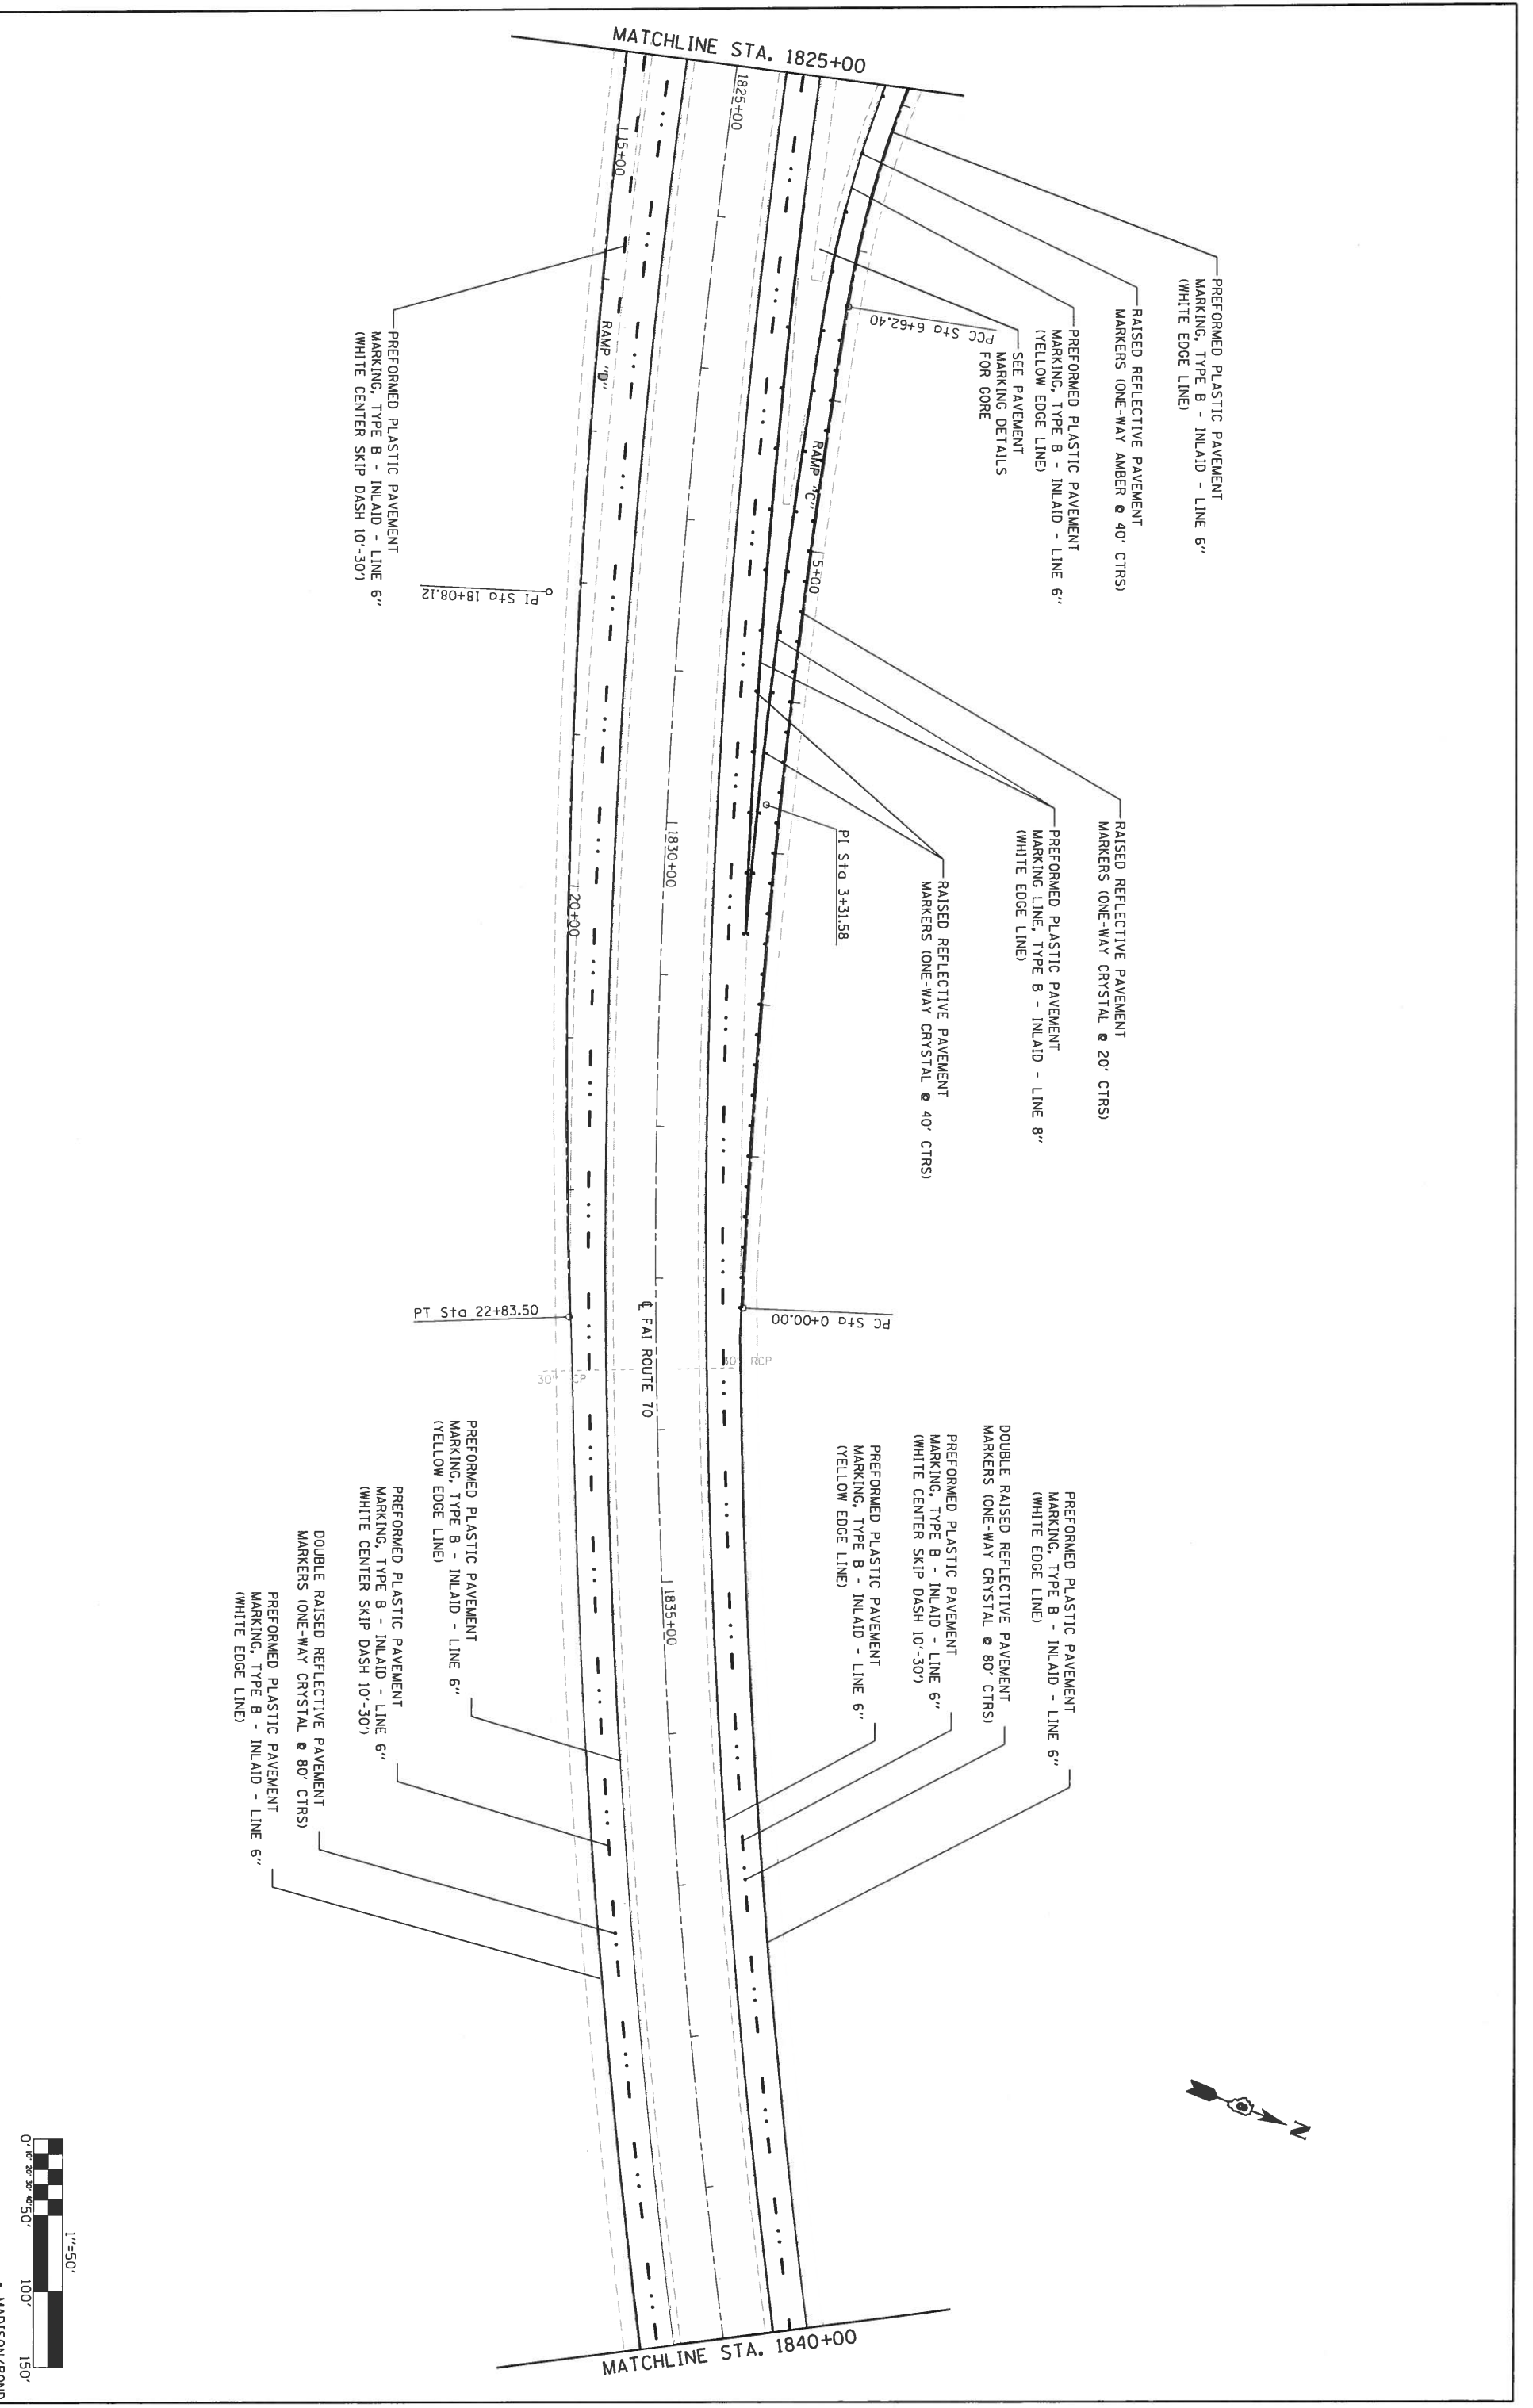 MATCHLINE STA. 1825+00
PREFORMED PLASTIC PAVEMENT
MARKING, TYPE B - INLAID - LINE 6"
(WHITE EDGE LINE)
RAISED REFLECTIVE PAVEMENT
MARKERS (ONE-WAY AMBER @ 40' CTRS)
PREFORMED PLASTIC PAVEMENT
MARKING, TYPE B - INLAID - LINE 6"
(YELLOW EDGE LINE)
SEE PAVEMENT
MARKING DETAILS
FOR GORE
PCC Sta 6+62.40
RAMP "C"
5+00
1825+00
15+00
RAMP "D"
PREFORMED PLASTIC PAVEMENT
MARKING, TYPE B - INLAID - LINE 6"
(WHITE CENTER SKIP DASH 10'-30')
PI Sta 18+08.12
RAISED REFLECTIVE PAVEMENT
MARKERS (ONE-WAY CRYSTAL @ 20' CTRS)
PREFORMED PLASTIC PAVEMENT
MARKING LINE, TYPE B - INLAID - LINE 8"
(WHITE EDGE LINE)
RAISED REFLECTIVE PAVEMENT
MARKERS (ONE-WAY CRYSTAL @ 40' CTRS)
PI Sta 3+31.58
1830+00
20+00
PC Sta 0+00.00
PT Sta 22+83.50
℄ FAI ROUTE 70
30" RCP
30" CP
PREFORMED PLASTIC PAVEMENT
MARKING, TYPE B - INLAID - LINE 6"
(WHITE EDGE LINE)
DOUBLE RAISED REFLECTIVE PAVEMENT
MARKERS (ONE-WAY CRYSTAL @ 80' CTRS)
PREFORMED PLASTIC PAVEMENT
MARKING, TYPE B - INLAID - LINE 6"
(WHITE CENTER SKIP DASH 10'-30')
PREFORMED PLASTIC PAVEMENT
MARKING, TYPE B - INLAID - LINE 6"
(YELLOW EDGE LINE)
1835+00
PREFORMED PLASTIC PAVEMENT
MARKING, TYPE B - INLAID - LINE 6"
(YELLOW EDGE LINE)
PREFORMED PLASTIC PAVEMENT
MARKING, TYPE B - INLAID - LINE 6"
(WHITE CENTER SKIP DASH 10'-30')
DOUBLE RAISED REFLECTIVE PAVEMENT
MARKERS (ONE-WAY CRYSTAL @ 80' CTRS)
PREFORMED PLASTIC PAVEMENT
MARKING, TYPE B - INLAID - LINE 6"
(WHITE EDGE LINE)
N
MATCHLINE STA. 1840+00
1"=50'
0' 10' 20' 30' 40' 50' 100' 150'